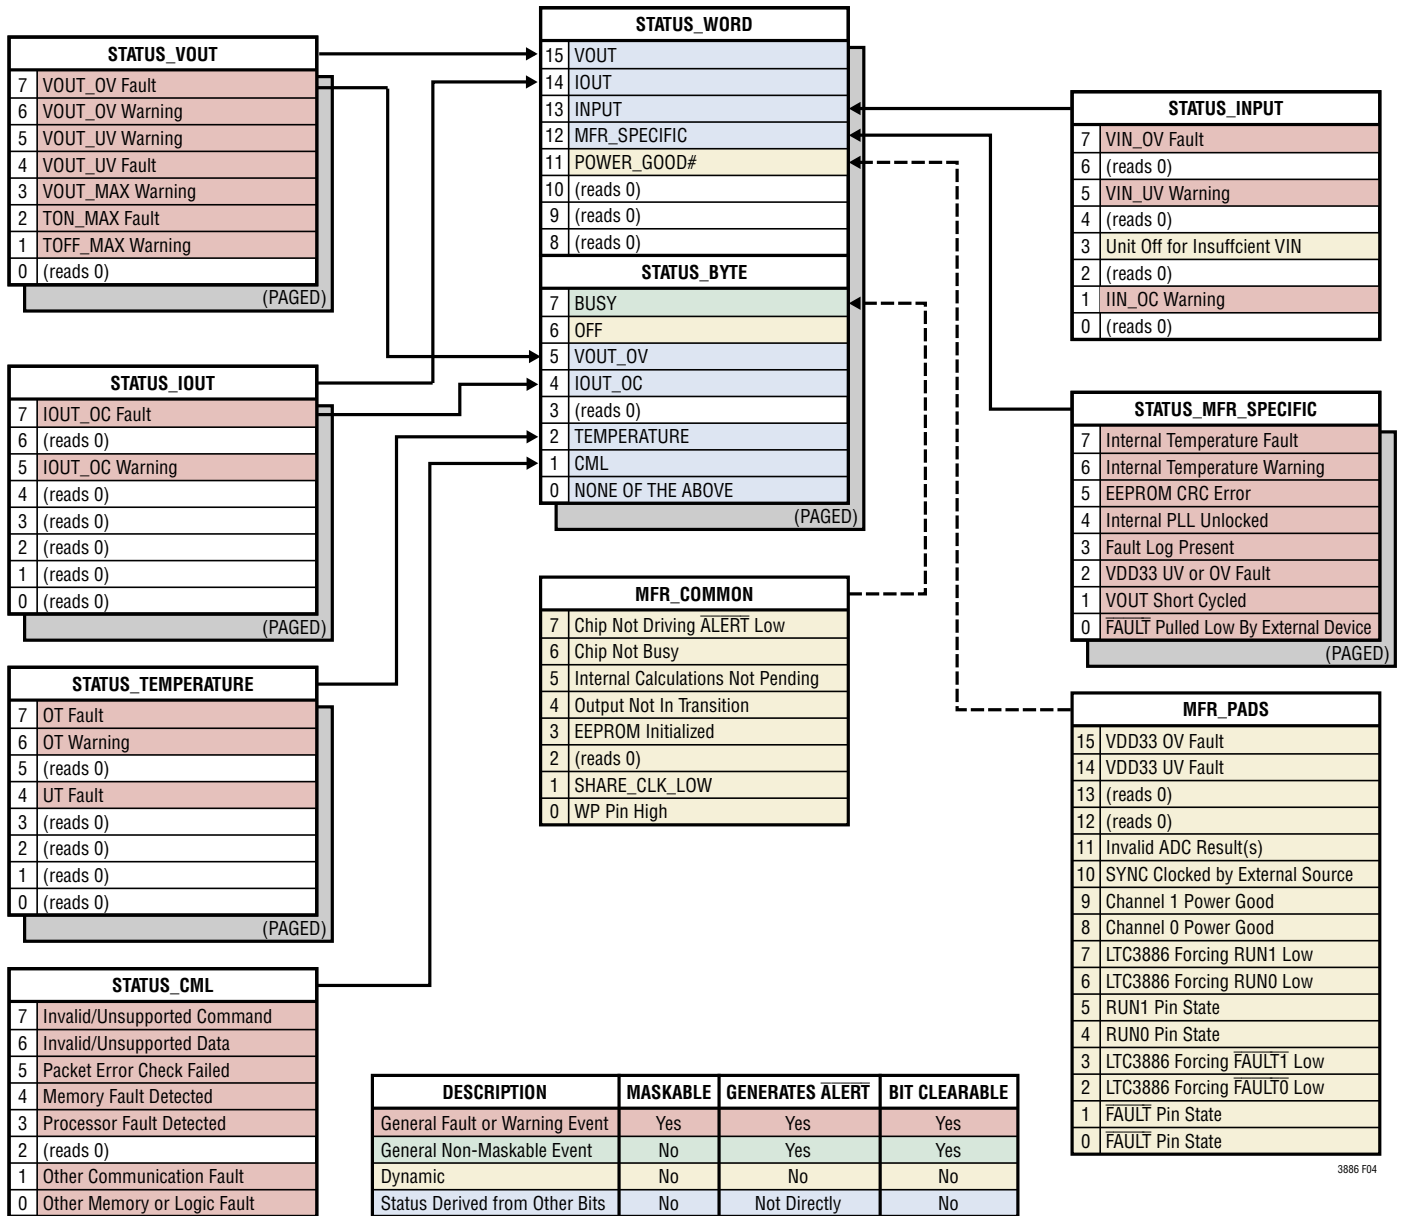 STATUS_VOUT
7 VOUT_OV Fault
6 VOUT_OV Warning
5 VOUT_UV Warning
4 VOUT_UV Fault
3 VOUT_MAX Warning
2 TON_MAX Fault
1 TOFF_MAX Warning
0 (reads 0)
(PAGED)
STATUS_IOUT
7 IOUT_OC Fault
6 (reads 0)
5 IOUT_OC Warning
4 (reads 0)
3 (reads 0)
2 (reads 0)
1 (reads 0)
0 (reads 0)
(PAGED)
STATUS_TEMPERATURE
7 OT Fault
6 OT Warning
5 (reads 0)
4 UT Fault
3 (reads 0)
2 (reads 0)
1 (reads 0)
0 (reads 0)
(PAGED)
STATUS_CML
7 Invalid/Unsupported Command
6 Invalid/Unsupported Data
5 Packet Error Check Failed
4 Memory Fault Detected
3 Processor Fault Detected
2 (reads 0)
1 Other Communication Fault
0 Other Memory or Logic Fault
STATUS_WORD
15 VOUT
14 IOUT
13 INPUT
12 MFR_SPECIFIC
11 POWER_GOOD#
10 (reads 0)
9 (reads 0)
8 (reads 0)
STATUS_BYTE
7 BUSY
6 OFF
5 VOUT_OV
4 IOUT_OC
3 (reads 0)
2 TEMPERATURE
1 CML
0 NONE OF THE ABOVE
(PAGED)
MFR_COMMON
7 Chip Not Driving ALERT Low
6 Chip Not Busy
5 Internal Calculations Not Pending
4 Output Not In Transition
3 EEPROM Initialized
2 (reads 0)
1 SHARE_CLK_LOW
0 WP Pin High
DESCRIPTION MASKABLE GENERATES ALERT BIT CLEARABLE
General Fault or Warning Event Yes Yes Yes
General Non-Maskable Event No Yes Yes
Dynamic No No No
Status Derived from Other Bits No Not Directly No
STATUS_INPUT
7 VIN_OV Fault
6 (reads 0)
5 VIN_UV Warning
4 (reads 0)
3 Unit Off for Insuffcient VIN
2 (reads 0)
1 IIN_OC Warning
0 (reads 0)
STATUS_MFR_SPECIFIC
7 Internal Temperature Fault
6 Internal Temperature Warning
5 EEPROM CRC Error
4 Internal PLL Unlocked
3 Fault Log Present
2 VDD33 UV or OV Fault
1 VOUT Short Cycled
0 FAULT Pulled Low By External Device
(PAGED)
MFR_PADS
15 VDD33 OV Fault
14 VDD33 UV Fault
13 (reads 0)
12 (reads 0)
11 Invalid ADC Result(s)
10 SYNC Clocked by External Source
9 Channel 1 Power Good
8 Channel 0 Power Good
7 LTC3886 Forcing RUN1 Low
6 LTC3886 Forcing RUN0 Low
5 RUN1 Pin State
4 RUN0 Pin State
3 LTC3886 Forcing FAULT1 Low
2 LTC3886 Forcing FAULT0 Low
1 FAULT Pin State
0 FAULT Pin State
3886 F04